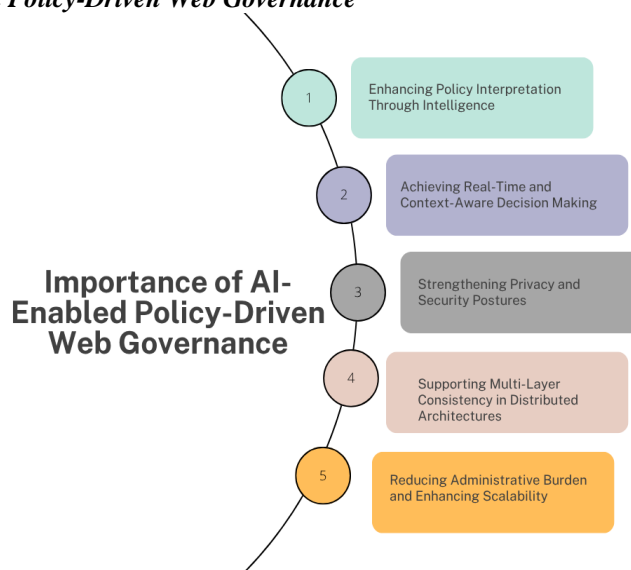 Policy-Driven Web Governance
1
Enhancing Policy Interpretation
Through Intelligence
2
Achieving Real-Time and
Context-Aware Decision Making
Importance of AI-
Enabled Policy-Driven
Web Governance
3
Strengthening Privacy and
Security Postures
4
Supporting Multi-Layer
Consistency in Distributed
Architectures
5
Reducing Administrative Burden
and Enhancing Scalability